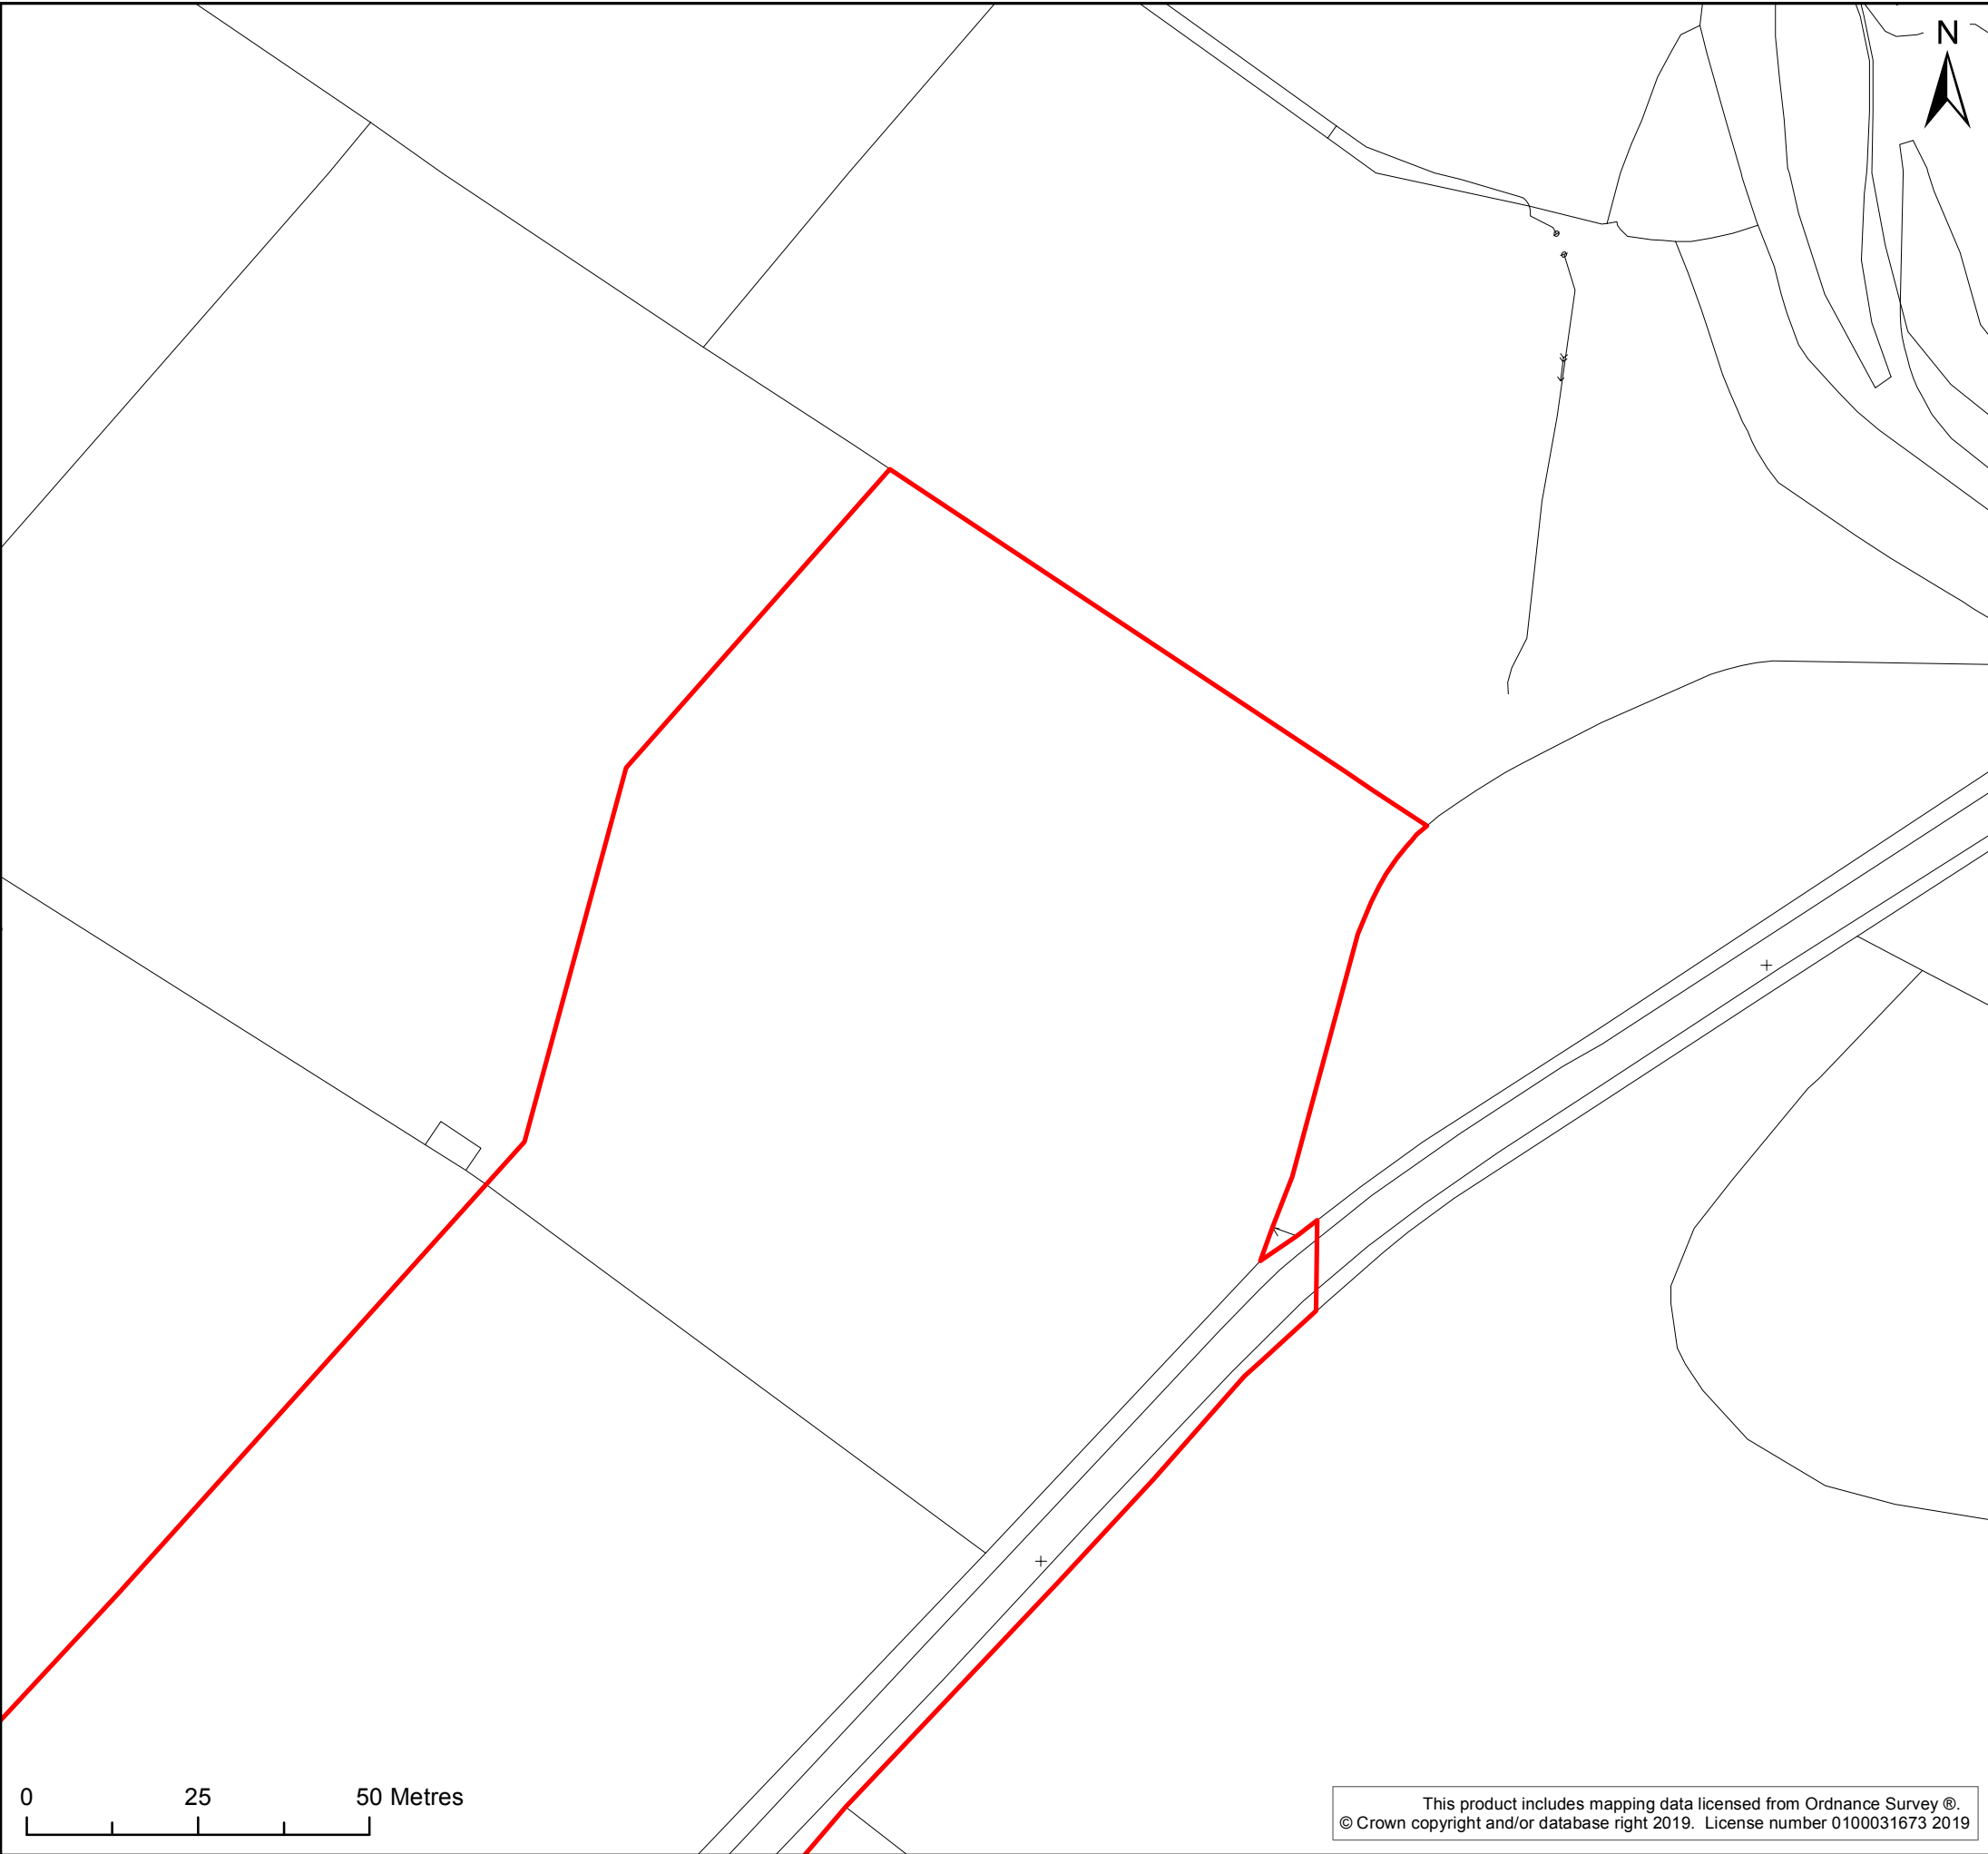 N
0 25 50 Metres
This product includes mapping data licensed from Ordnance Survey ®.
© Crown copyright and/or database right 2019. License number 0100031673 2019